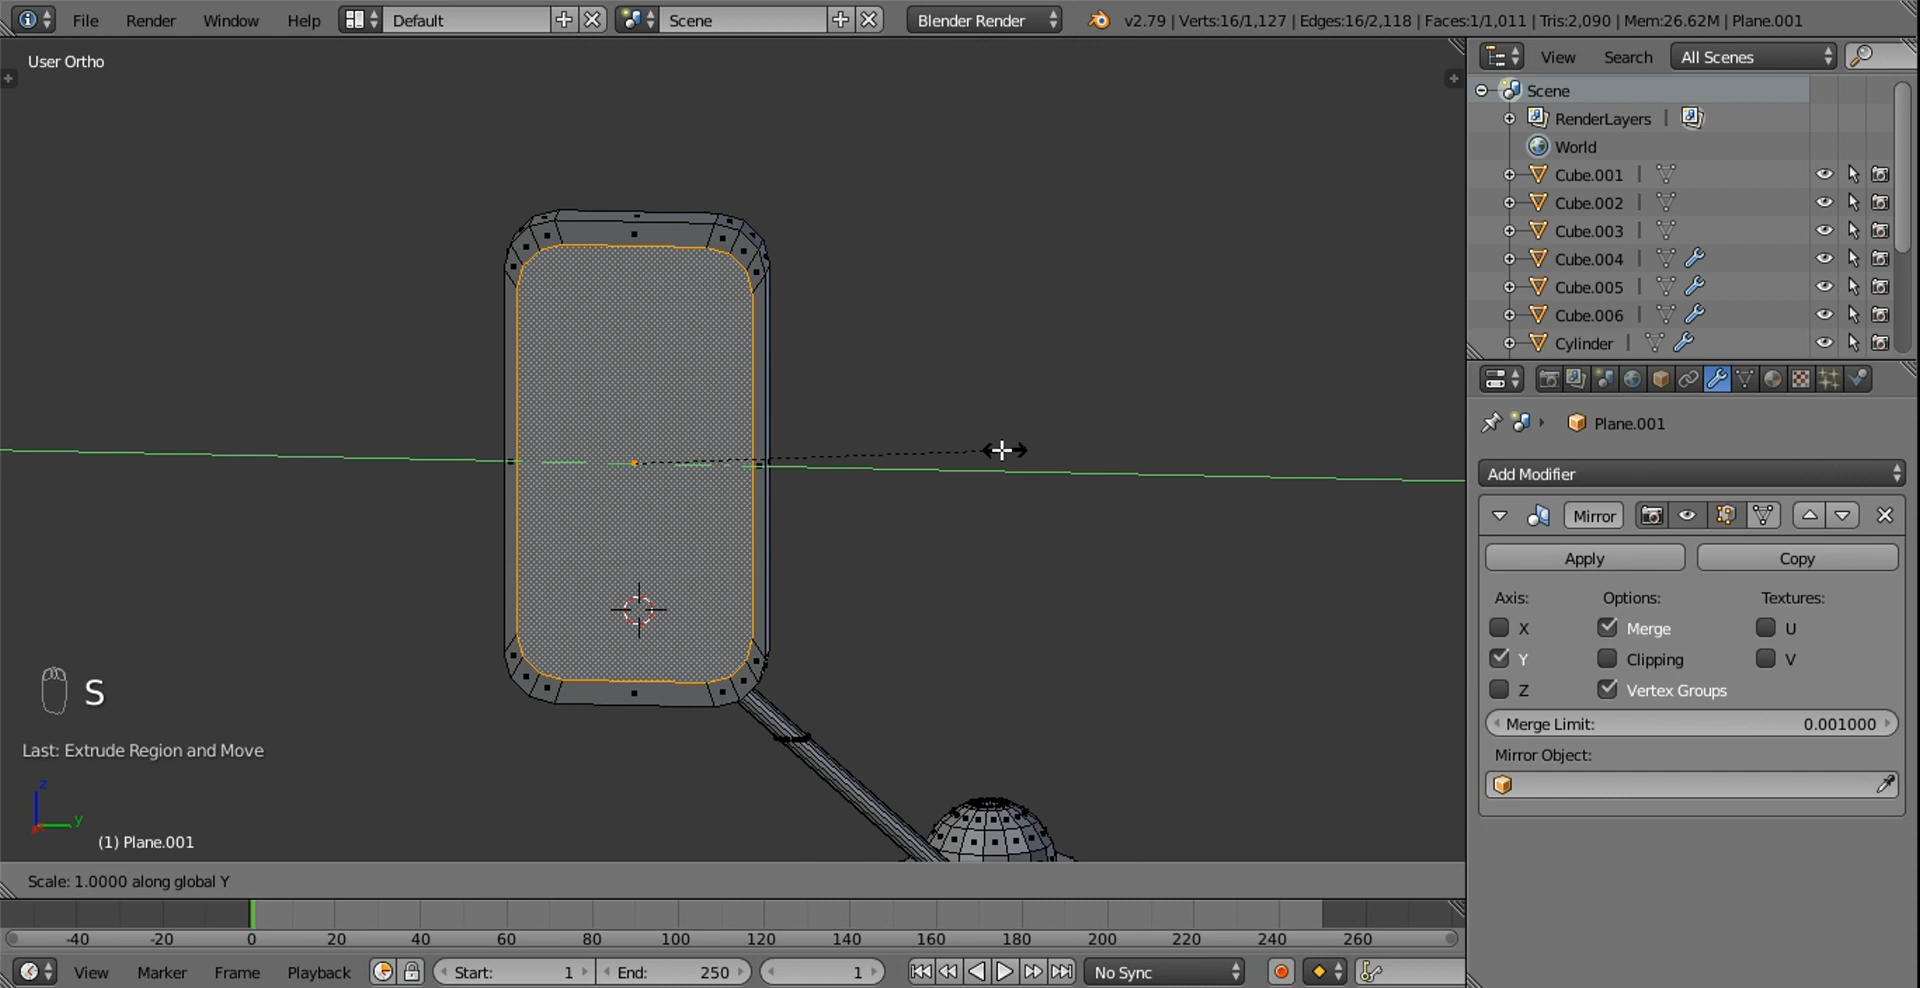 File Render Window Help Default Scene Blender Render v2.79 | Verts:16/1,127 | Edges:16/2,118 | Faces:1/1,011 | Tris:2,090 | Mem:26.62M | Plane.001
User Ortho
View Search All Scenes
Scene
RenderLayers
World
Cube.001
Cube.002
Cube.003
Cube.004
Cube.005
Cube.006
Cylinder
Plane.001
Add Modifier
Mirror
Apply Copy
Axis: Options: Textures:
X Merge U
Y Clipping V
Z Vertex Groups
Merge Limit: 0.001000
Mirror Object:
S
Last: Extrude Region and Move
z
y
(1) Plane.001
Scale: 1.0000 along global Y
-40 -20 0 20 40 60 80 100 120 140 160 180 200 220 240 260
View Marker Frame Playback Start: 1 End: 250 1 No Sync